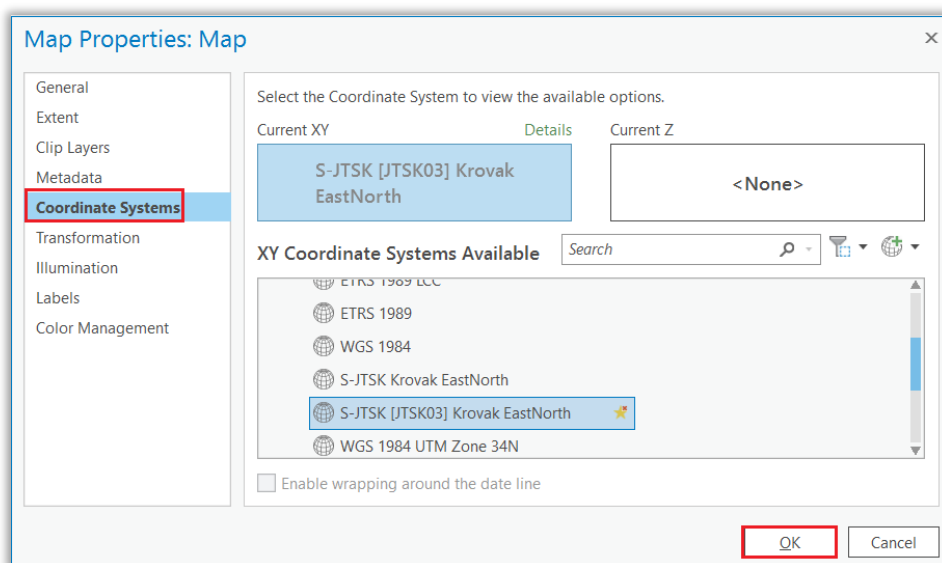 Map Properties: Map
General
Extent
Clip Layers
Metadata
Coordinate Systems
Transformation
Illumination
Labels
Color Management
Select the Coordinate System to view the available options.
Current XY
Details
Current Z
S-JTSK [JTSK03] Krovak
EastNorth
<None>
XY Coordinate Systems Available
Search
ETRS 1989 LCC
ETRS 1989
WGS 1984
S-JTSK Krovak EastNorth
S-JTSK [JTSK03] Krovak EastNorth
WGS 1984 UTM Zone 34N
Enable wrapping around the date line
OK
Cancel